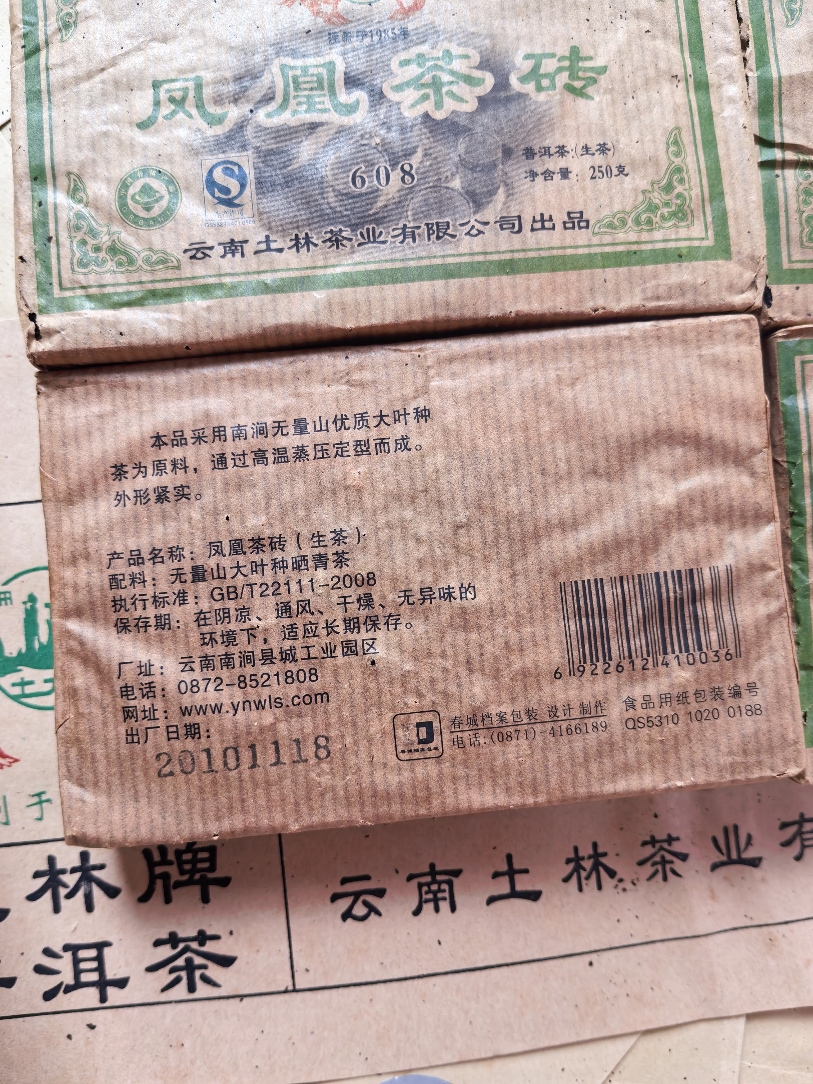 凤凰茶砖
普洱茶(生茶)
净含量：250克
608
云南土林茶业有限公司出品
本品采用南涧无量山优质大叶种
茶为原料，通过高温蒸压定型而成。
外形紧实。
产品名称：凤凰茶砖（生茶）
配料：无量山大叶种晒青茶
执行标准：GB/T22111-2008
保存期：在阴凉、通风、干燥、无异味的
环境下，适应长期保存。
厂址：云南南涧县城工业园区
电话：0872-8521808
网址：www.ynwls.com
出厂日期：
20101118
6 922612 410036
春城档案包装 设计 制作
电话:(0871)-4166189
食品用纸包装编号
QS5310 1020 0188
林牌
洱茶
云南土林茶业有